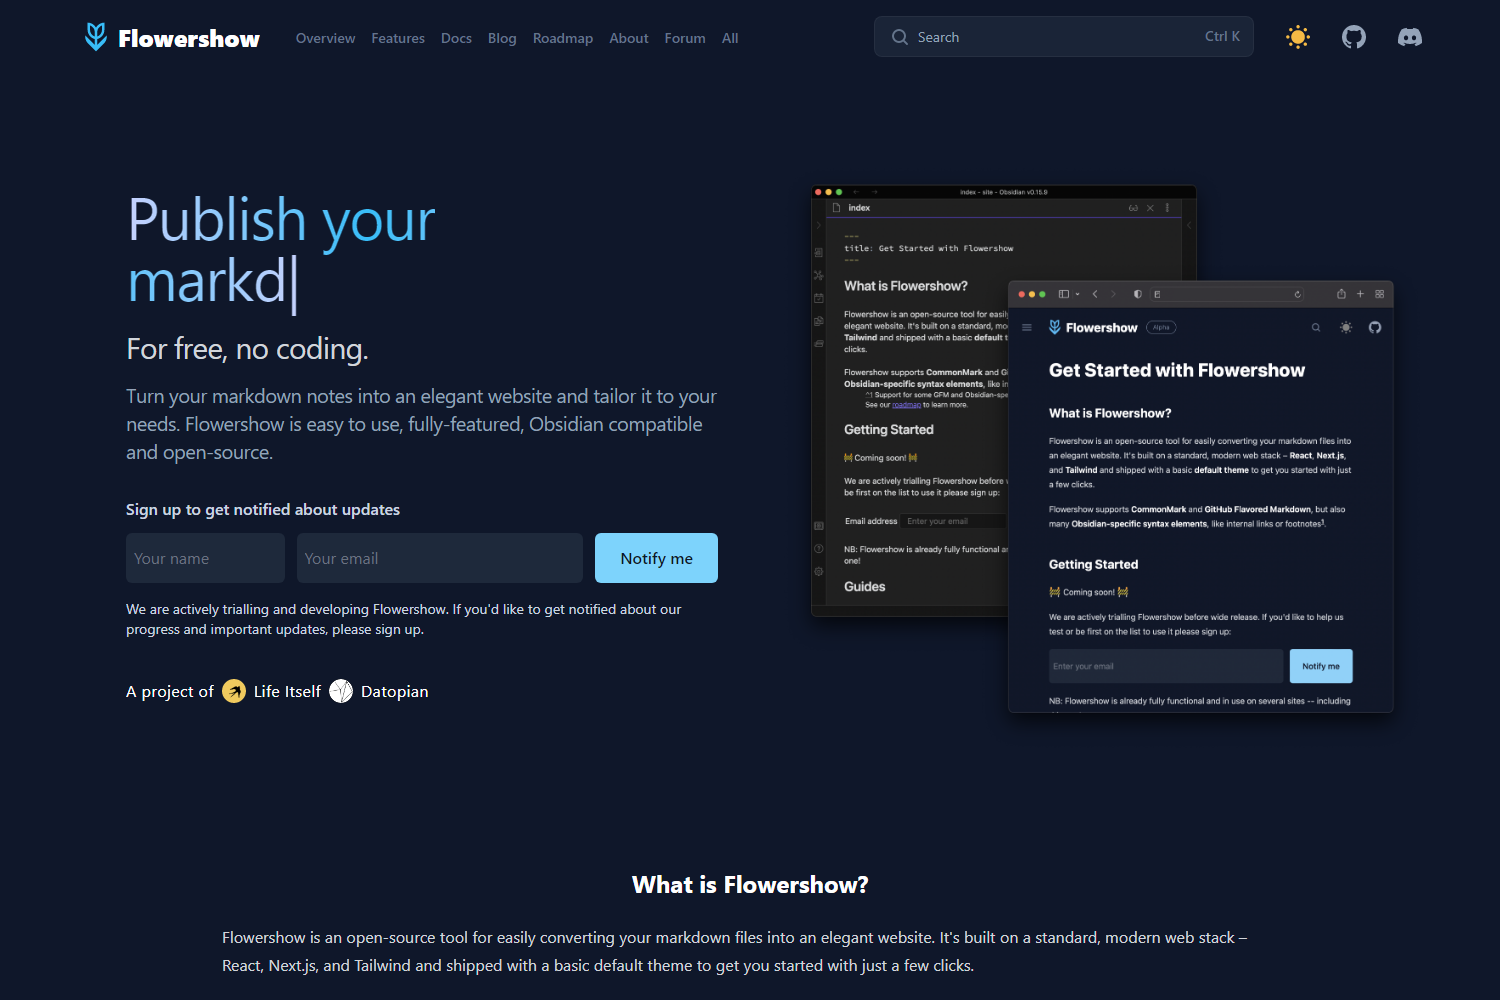 Flowershow
Overview Features Docs Blog Roadmap About Forum All
Search Ctrl K
Publish your
markd
For free, no coding.
Turn your markdown notes into an elegant website and tailor it to your
needs. Flowershow is easy to use, fully-featured, Obsidian compatible
and open-source.
Sign up to get notified about updates
Your name Your email Notify me
We are actively trialling and developing Flowershow. If you'd like to get notified about our
progress and important updates, please sign up.
A project of Life Itself Datopian
index - site - Obsidian v0.15.9
index
---
title: Get Started with Flowershow
---
What is Flowershow?
Flowershow is an open-source tool for easil
elegant website. It's built on a standard, mo
Tailwind and shipped with a basic default t
clicks.
Flowershow supports CommonMark and Gi
Obsidian-specific syntax elements, like in
^1 Support for some GFM and Obsidian-spe
See our roadmap to learn more.
Getting Started
🚧 Coming soon! 🚧
We are actively trialling Flowershow before w
be first on the list to use it please sign up:
Email address Enter your email
NB: Flowershow is already fully functional an
one!
Guides
Flowershow Alpha
Get Started with Flowershow
What is Flowershow?
Flowershow is an open-source tool for easily converting your markdown files into
an elegant website. It's built on a standard, modern web stack – React, Next.js,
and Tailwind and shipped with a basic default theme to get you started with just
a few clicks.
Flowershow supports CommonMark and GitHub Flavored Markdown, but also
many Obsidian-specific syntax elements, like internal links or footnotes¹.
Getting Started
🚧 Coming soon! 🚧
We are actively trialling Flowershow before wide release. If you'd like to help us
test or be first on the list to use it please sign up:
Enter your email Notify me
NB: Flowershow is already fully functional and in use on several sites -- including
What is Flowershow?
Flowershow is an open-source tool for easily converting your markdown files into an elegant website. It's built on a standard, modern web stack –
React, Next.js, and Tailwind and shipped with a basic default theme to get you started with just a few clicks.